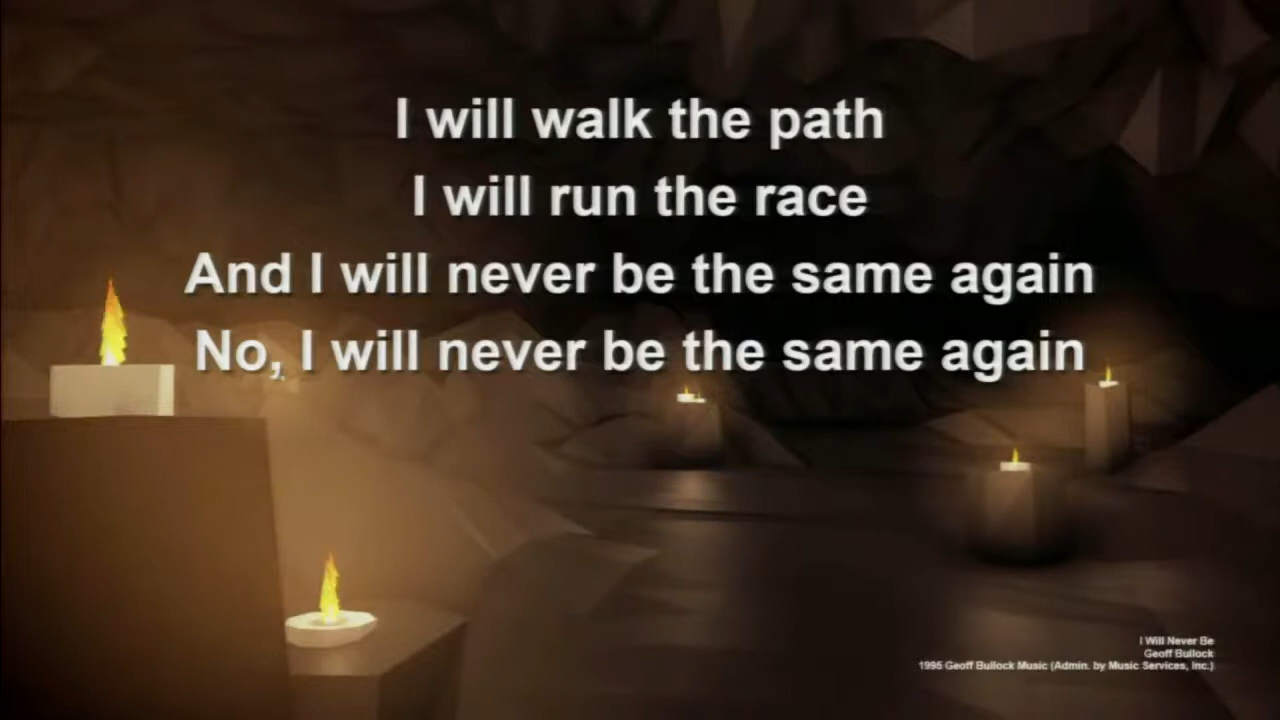 I will walk the path
I will run the race
And I will never be the same again
No, I will never be the same again
I Will Never Be
Geoff Bullock
1995 Geoff Bullock Music (Admin. by Music Services, Inc.)